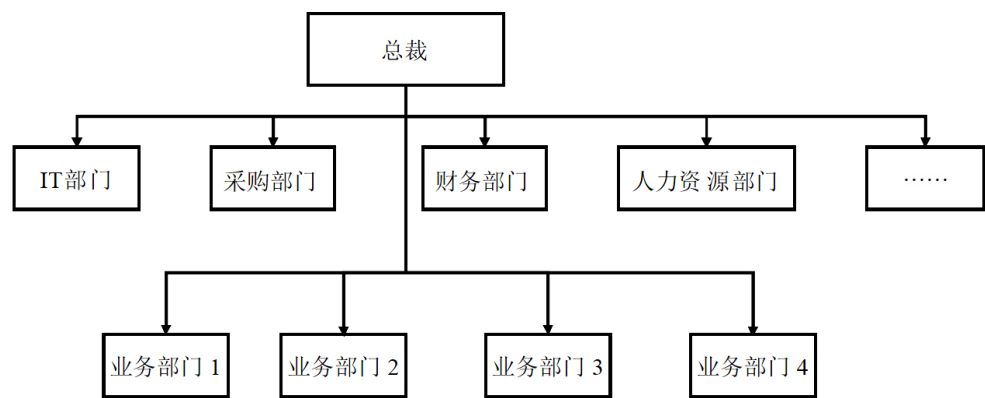 总裁
IT部门
采购部门
财务部门
人力资源部门
……
业务部门 1
业务部门 2
业务部门 3
业务部门 4